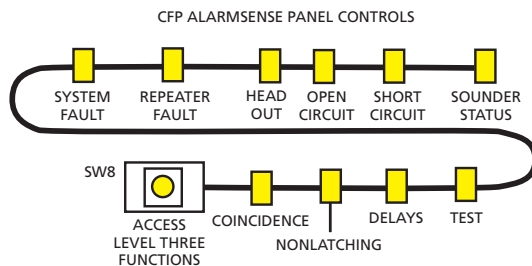 CFP ALARMSENSE PANEL CONTROLS
SYSTEM
FAULT
REPEATER
FAULT
HEAD
OUT
OPEN
CIRCUIT
SHORT
CIRCUIT
SOUNDER
STATUS
SW8
ACCESS
LEVEL THREE
FUNCTIONS
COINCIDENCE
NONLATCHING
DELAYS
TEST